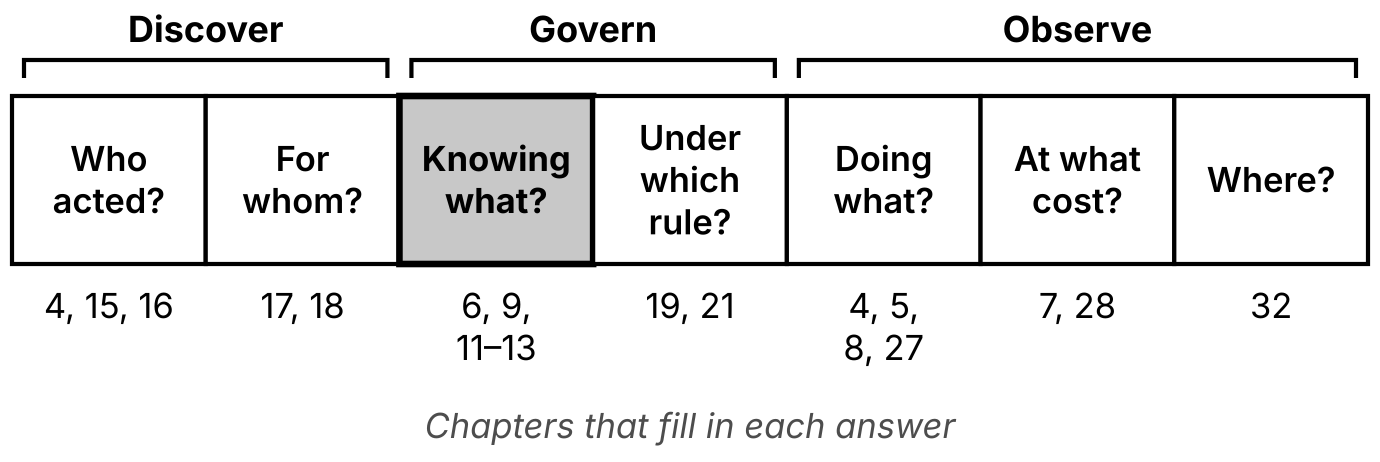 Discover
Govern
Observe
Who
acted?
For
whom?
Knowing
what?
Under
which
rule?
Doing
what?
At what
cost?
Where?
4, 15, 16
17, 18
6, 9,
11–13
19, 21
4, 5,
8, 27
7, 28
32
Chapters that fill in each answer